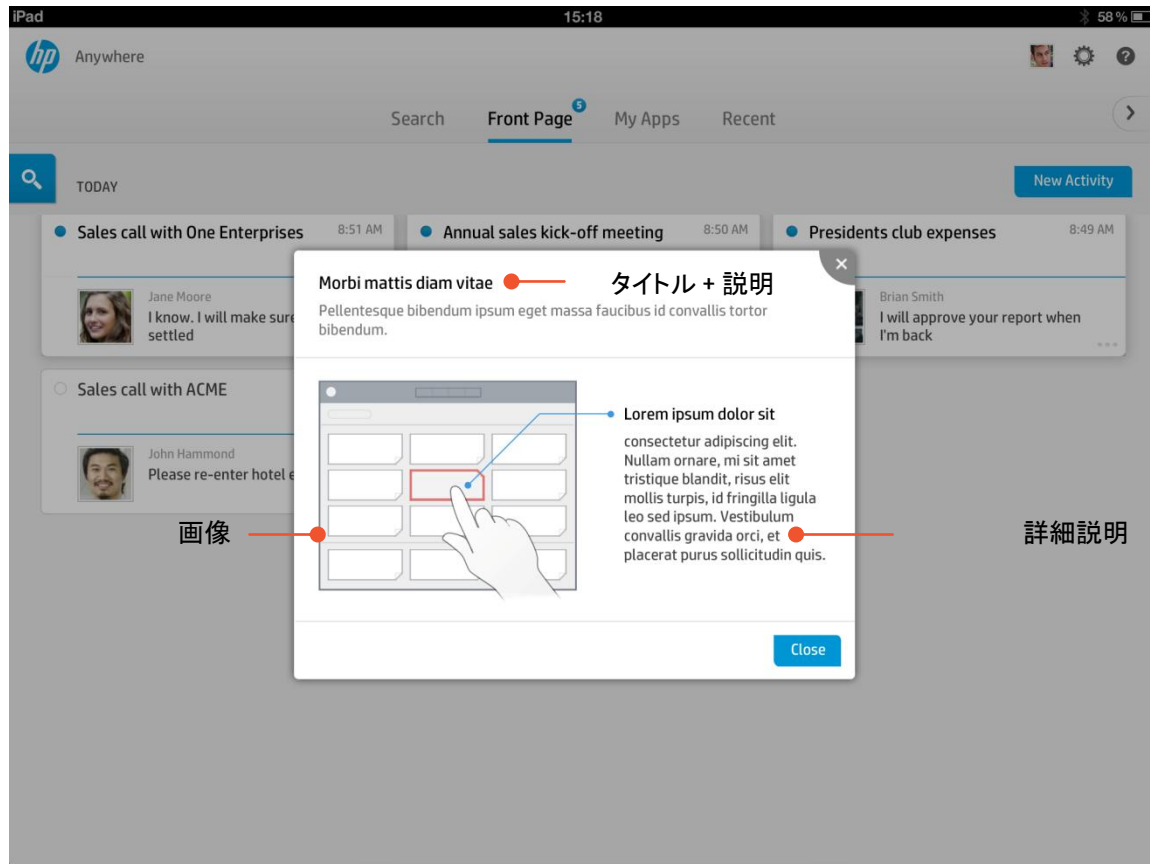 iPad 15:18 58 %
hp Anywhere
Search Front Page 5 My Apps Recent
TODAY New Activity
Sales call with One Enterprises 8:51 AM
Annual sales kick-off meeting 8:50 AM
Presidents club expenses 8:49 AM
Jane Moore
I know. I will make sure
settled
Brian Smith
I will approve your report when
I'm back
Sales call with ACME
John Hammond
Please re-enter hotel e
Morbi mattis diam vitae タイトル + 説明
Pellentesque bibendum ipsum eget massa faucibus id convallis tortor
bibendum.
Lorem ipsum dolor sit
consectetur adipiscing elit.
Nullam ornare, mi sit amet
tristique blandit, risus elit
mollis turpis, id fringilla ligula
leo sed ipsum. Vestibulum
convallis gravida orci, et
placerat purus sollicitudin quis.
画像
詳細説明
Close